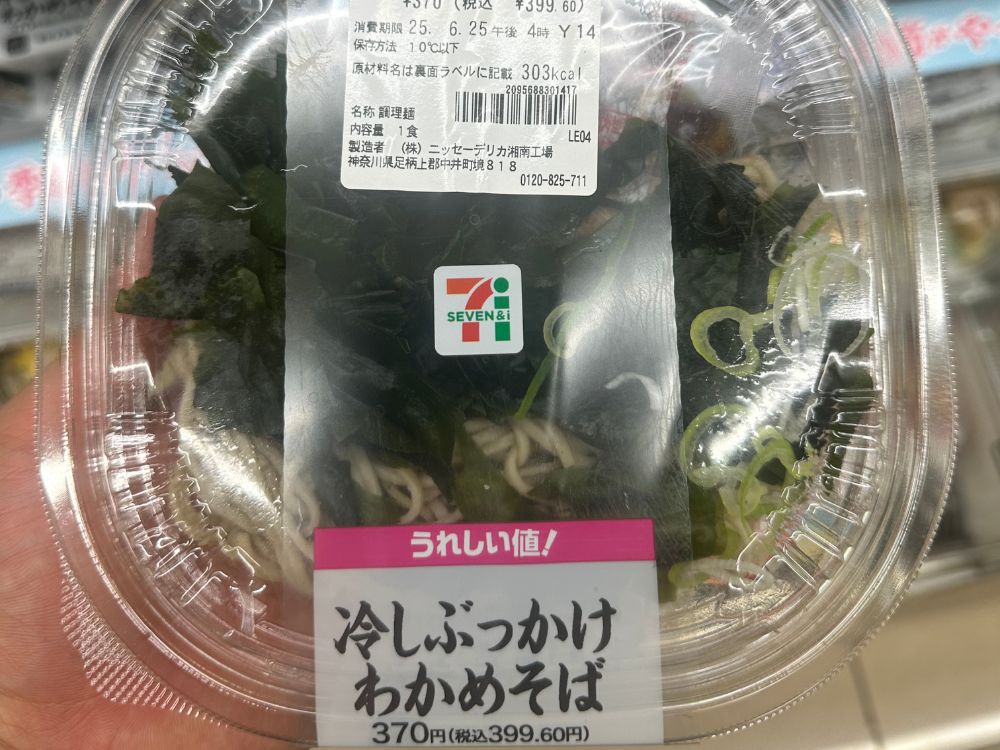 ¥370 (税込 ¥399.60)
消費期限 25. 6.25 午後 4時 Y14
保存方法 10℃以下
原材料名は裏面ラベルに記載 303kcal
2095688301417
名称 調理麺
内容量 1食
LE04
製造者 (株)ニッセーデリカ湘南工場
神奈川県足柄上郡中井町境818
0120-825-711
7i
SEVEN&i
うれしい値!
冷しぶっかけ
わかめそば
370円(税込399.60円)